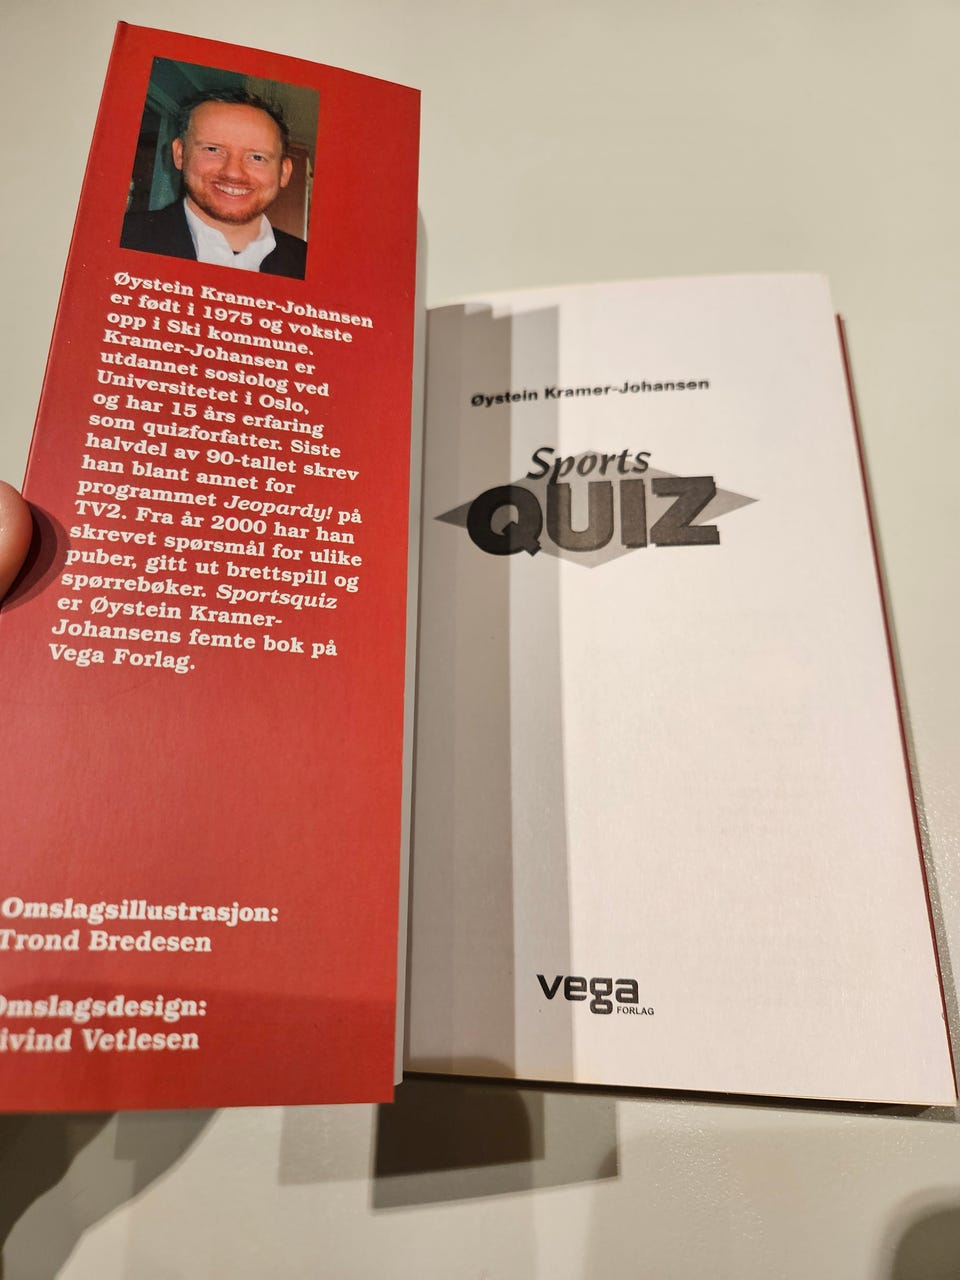 Øystein Kramer-Johansen
er født i 1975 og vokste
opp i Ski kommune.
Kramer-Johansen er
utdannet sosiolog ved
Universitetet i Oslo,
og har 15 års erfaring
som quizforfatter. Siste
halvdel av 90-tallet skrev
han blant annet for
programmet Jeopardy! på
TV2. Fra år 2000 har han
skrevet spørsmål for ulike
puber, gitt ut brettspill og
spørrebøker. Sportsquiz
er Øystein Kramer-
Johansens femte bok på
Vega Forlag.
Omslagsillustrasjon:
Trond Bredesen
Omslagsdesign:
ivind Vetlesen
Øystein Kramer-Johansen
Sports
QUIZ
vega
FORLAG